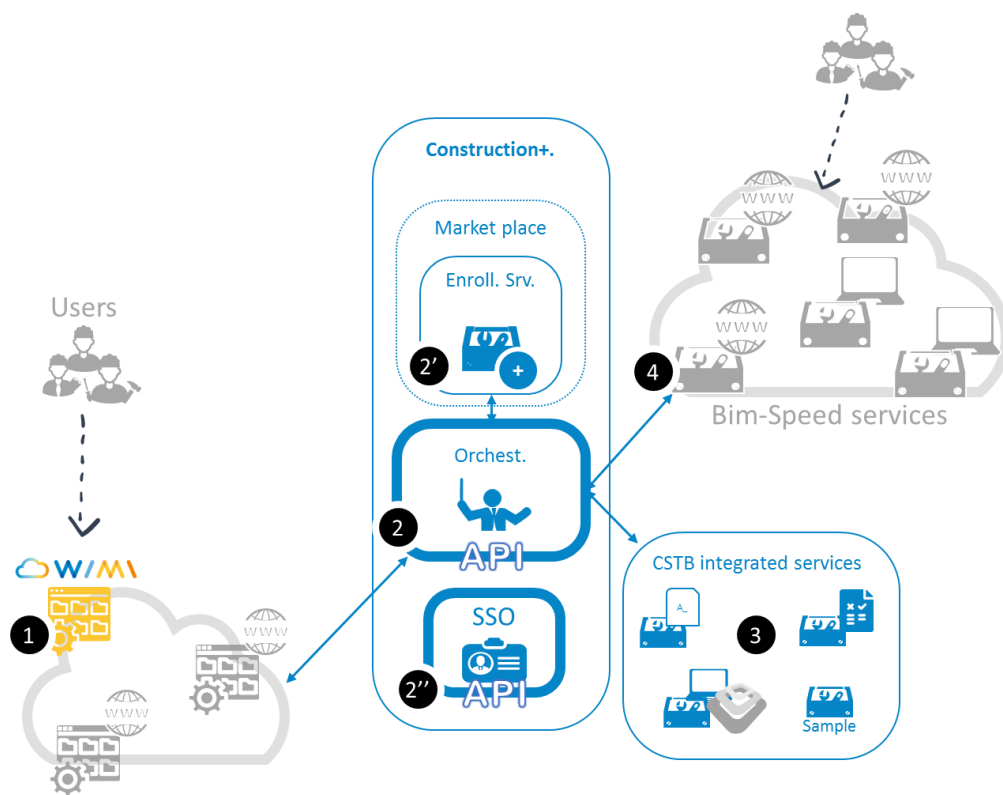 Construction+.
Market place
Enroll. Srv.
2'
+
WWW
WWW
WWW
4
Bim-Speed services
Users
Orchest.
2
API
WIMI
1
SSO
2''
API
CSTB integrated services
A_
3
Sample
WWW
WWW